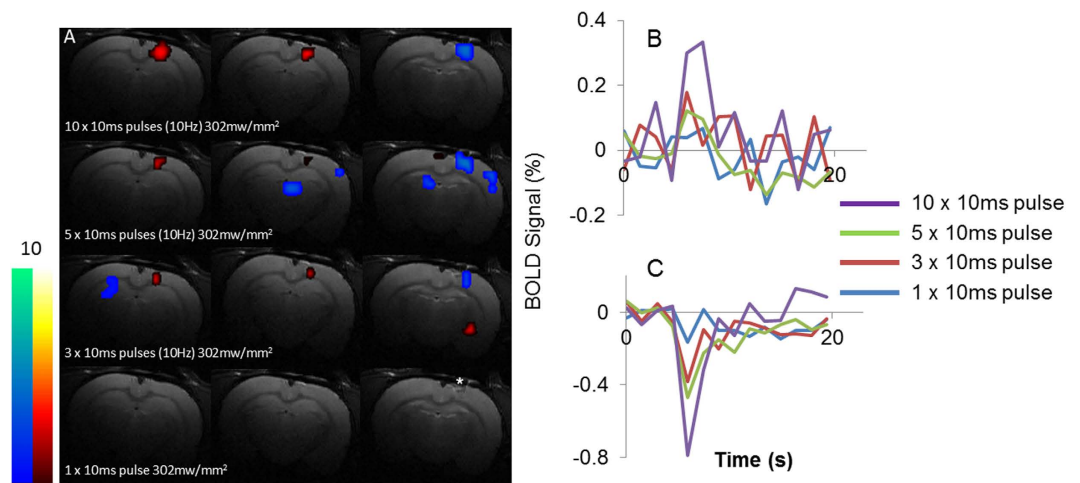 A
10 x 10ms pulses (10Hz) 302mw/mm²
5 x 10ms pulses (10Hz) 302mw/mm²
10
3 x 10ms pulses (10Hz) 302mw/mm²
*
1 x 10ms pulse 302mw/mm²
BOLD Signal (%)
B
0.4
0.2
0
-0.2
0
20
C
0
-0.4
-0.8
0
20
Time (s)
10 x 10ms pulse
5 x 10ms pulse
3 x 10ms pulse
1 x 10ms pulse